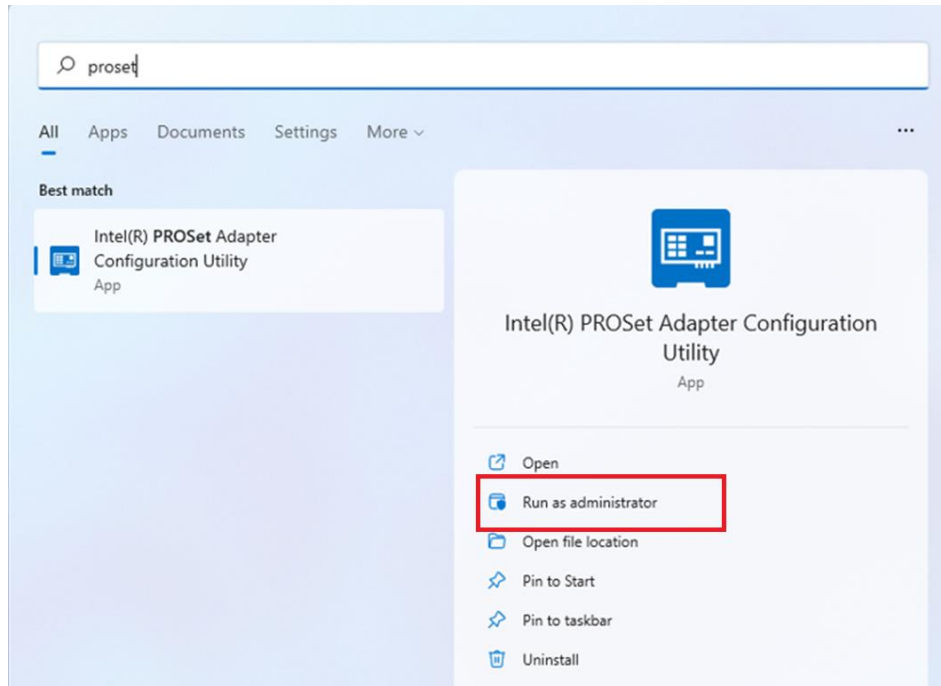 proset
All Apps Documents Settings More
Best match
Intel(R) PROSet Adapter
Configuration Utility
App
Intel(R) PROSet Adapter Configuration
Utility
App
Open
Run as administrator
Open file location
Pin to Start
Pin to taskbar
Uninstall